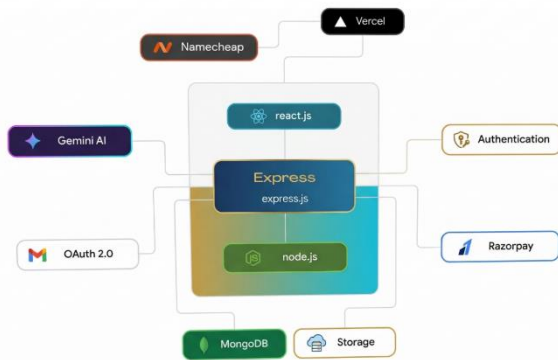 Vercel
Namecheap
react.js
Gemini AI
Authentication
Express
express.js
OAuth 2.0
Razorpay
node.js
MongoDB
Storage